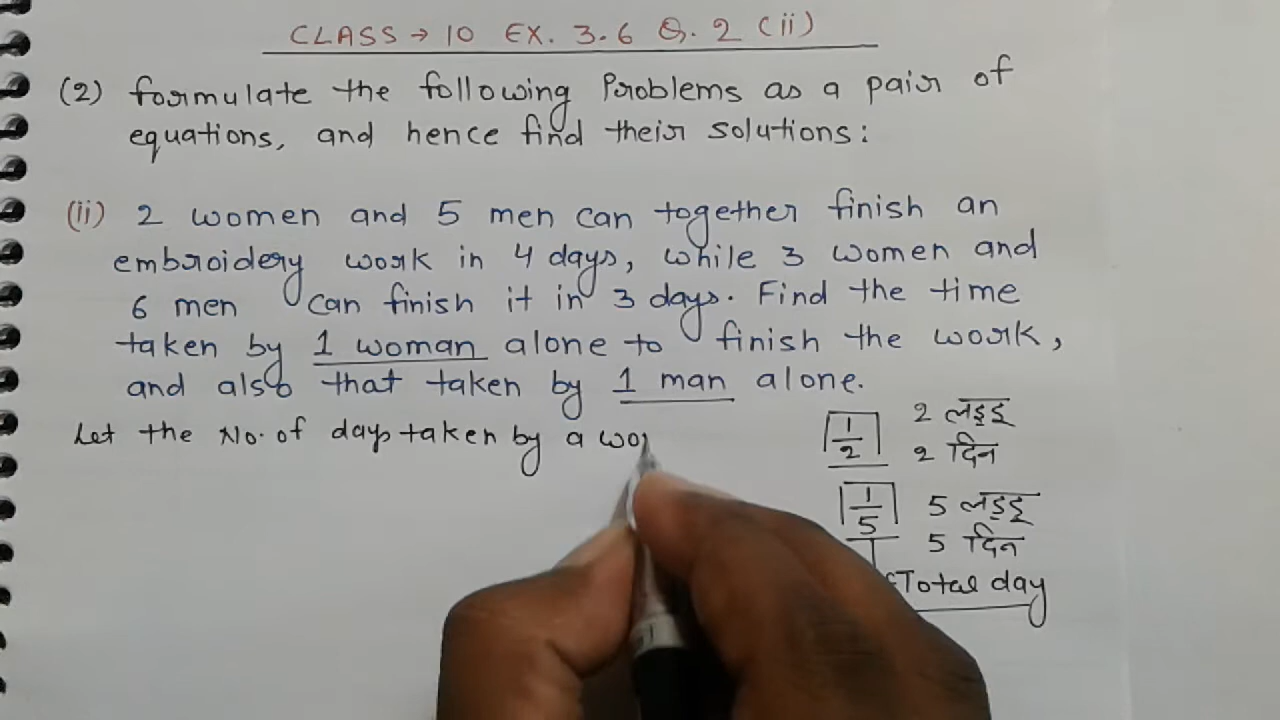 CLASS → 10 EX. 3.6 Q. 2 (ii)
(2) formulate the following Problems as a pair of
equations, and hence find their solutions:
(ii) 2 women and 5 men can together finish an
embroidery work in 4 days, while 3 women and
6 men can finish it in 3 days. Find the time
taken by 1 woman alone to finish the work,
and also that taken by 1 man alone.
Let the No. of days taken by a wo
1/2 2 लड्डू
2 दिन
1/5 5 लड्डू
5 दिन
1
Total day